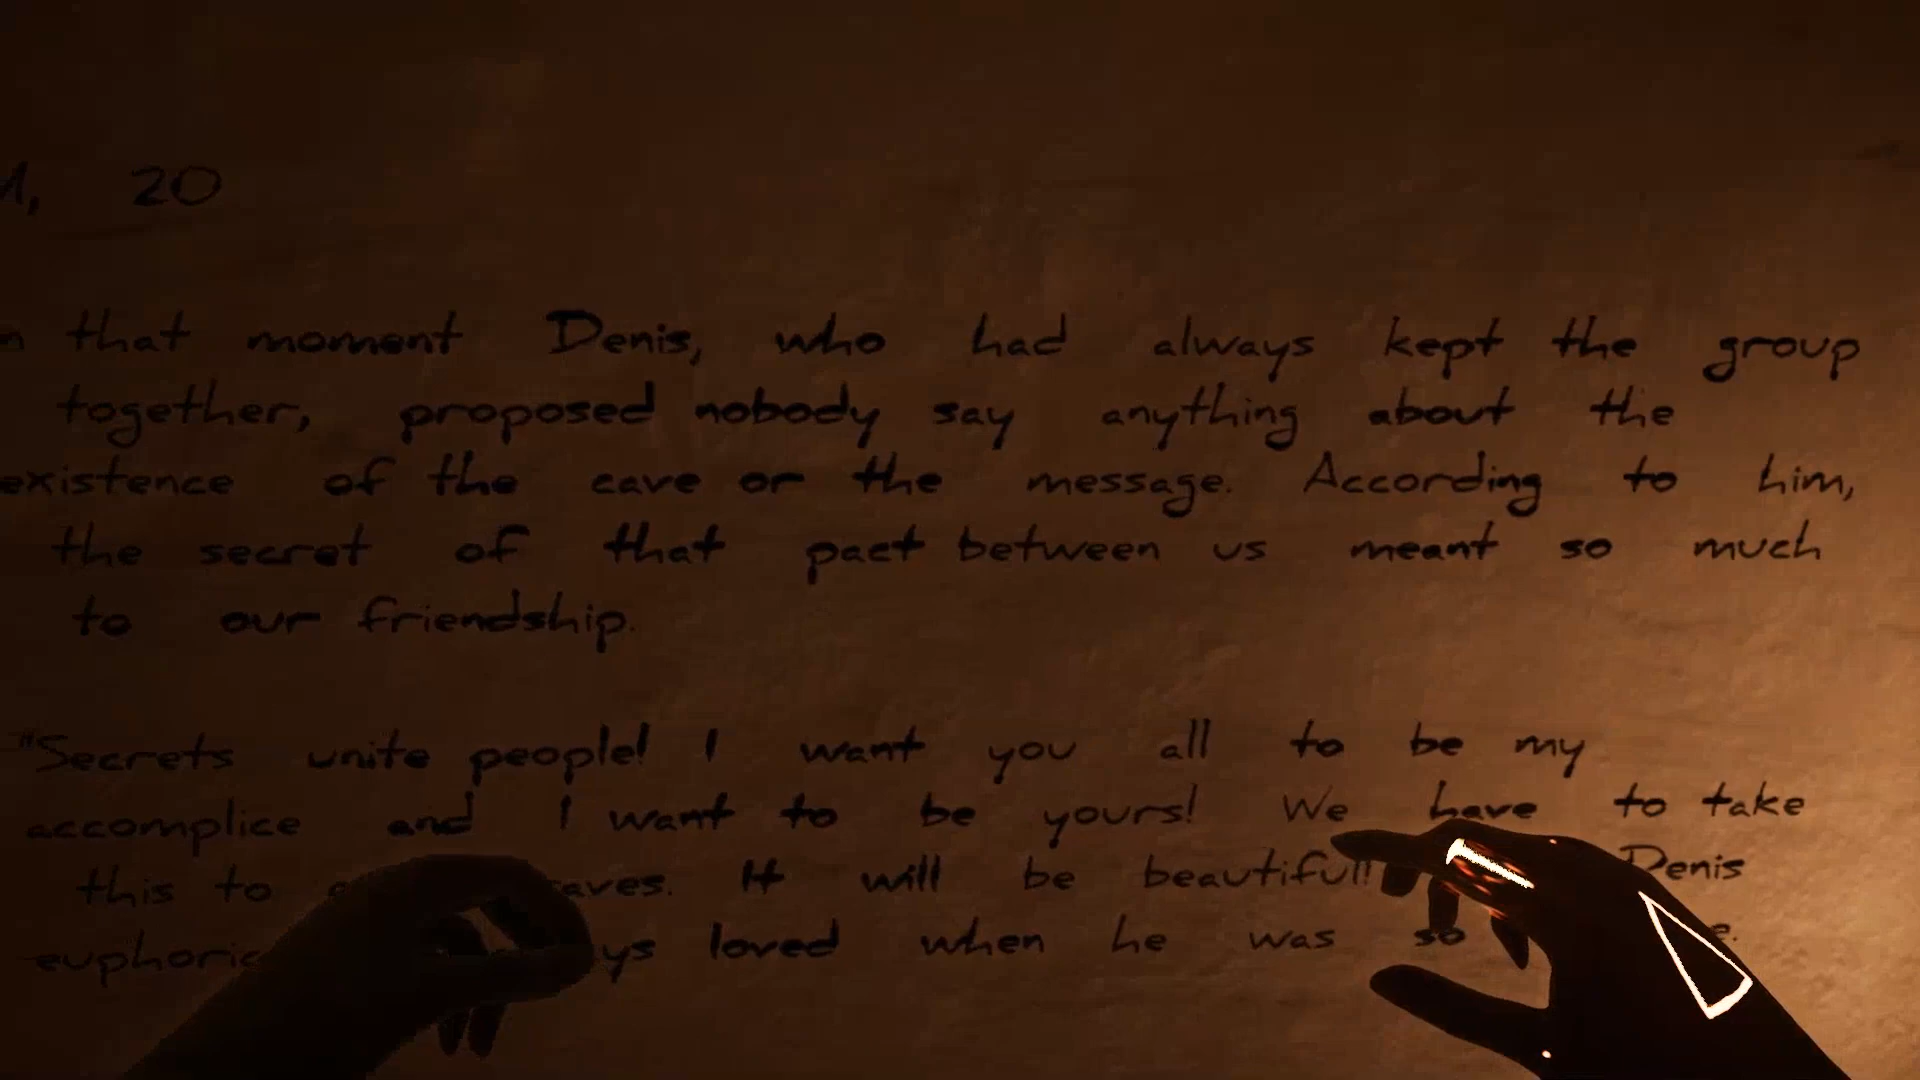 20
that moment Denis, who had always kept the group
together, proposed nobody say anything about the
existence of the cave or the message. According to him,
the secret of that pact between us meant so much
to our friendship.
"Secrets unite people! I want you all to be my
accomplice and I want to be yours! We have to take
this to It will be beautiful! Denis
loved when he was so